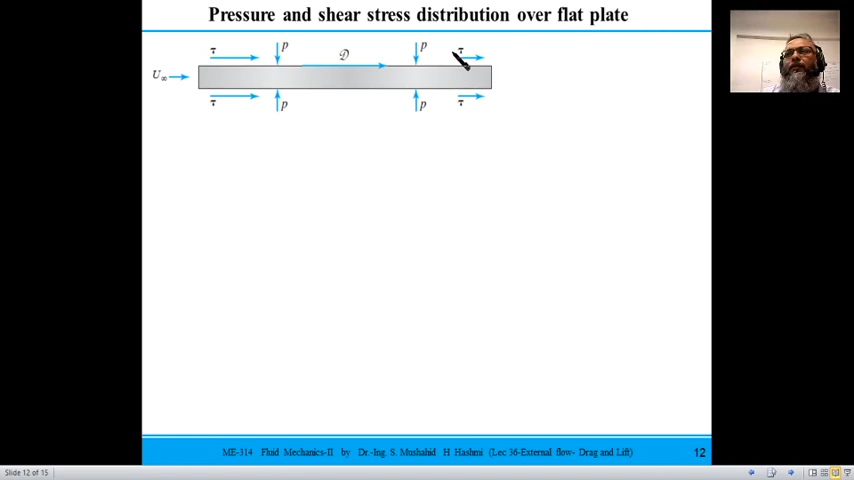 Pressure and shear stress distribution over flat plate
τ p 𝒟 p τ
U∞
τ p p τ
ME-314 Fluid Mechanics-II by Dr.-Ing. S. Mushahid H Hashmi (Lec 36-External flow- Drag and Lift) 12
Slide 12 of 15